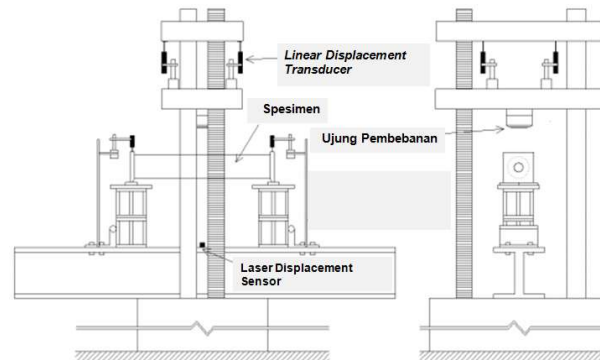 Linear Displacement
Transducer
Spesimen
Ujung Pembebanan
Laser Displacement
Sensor